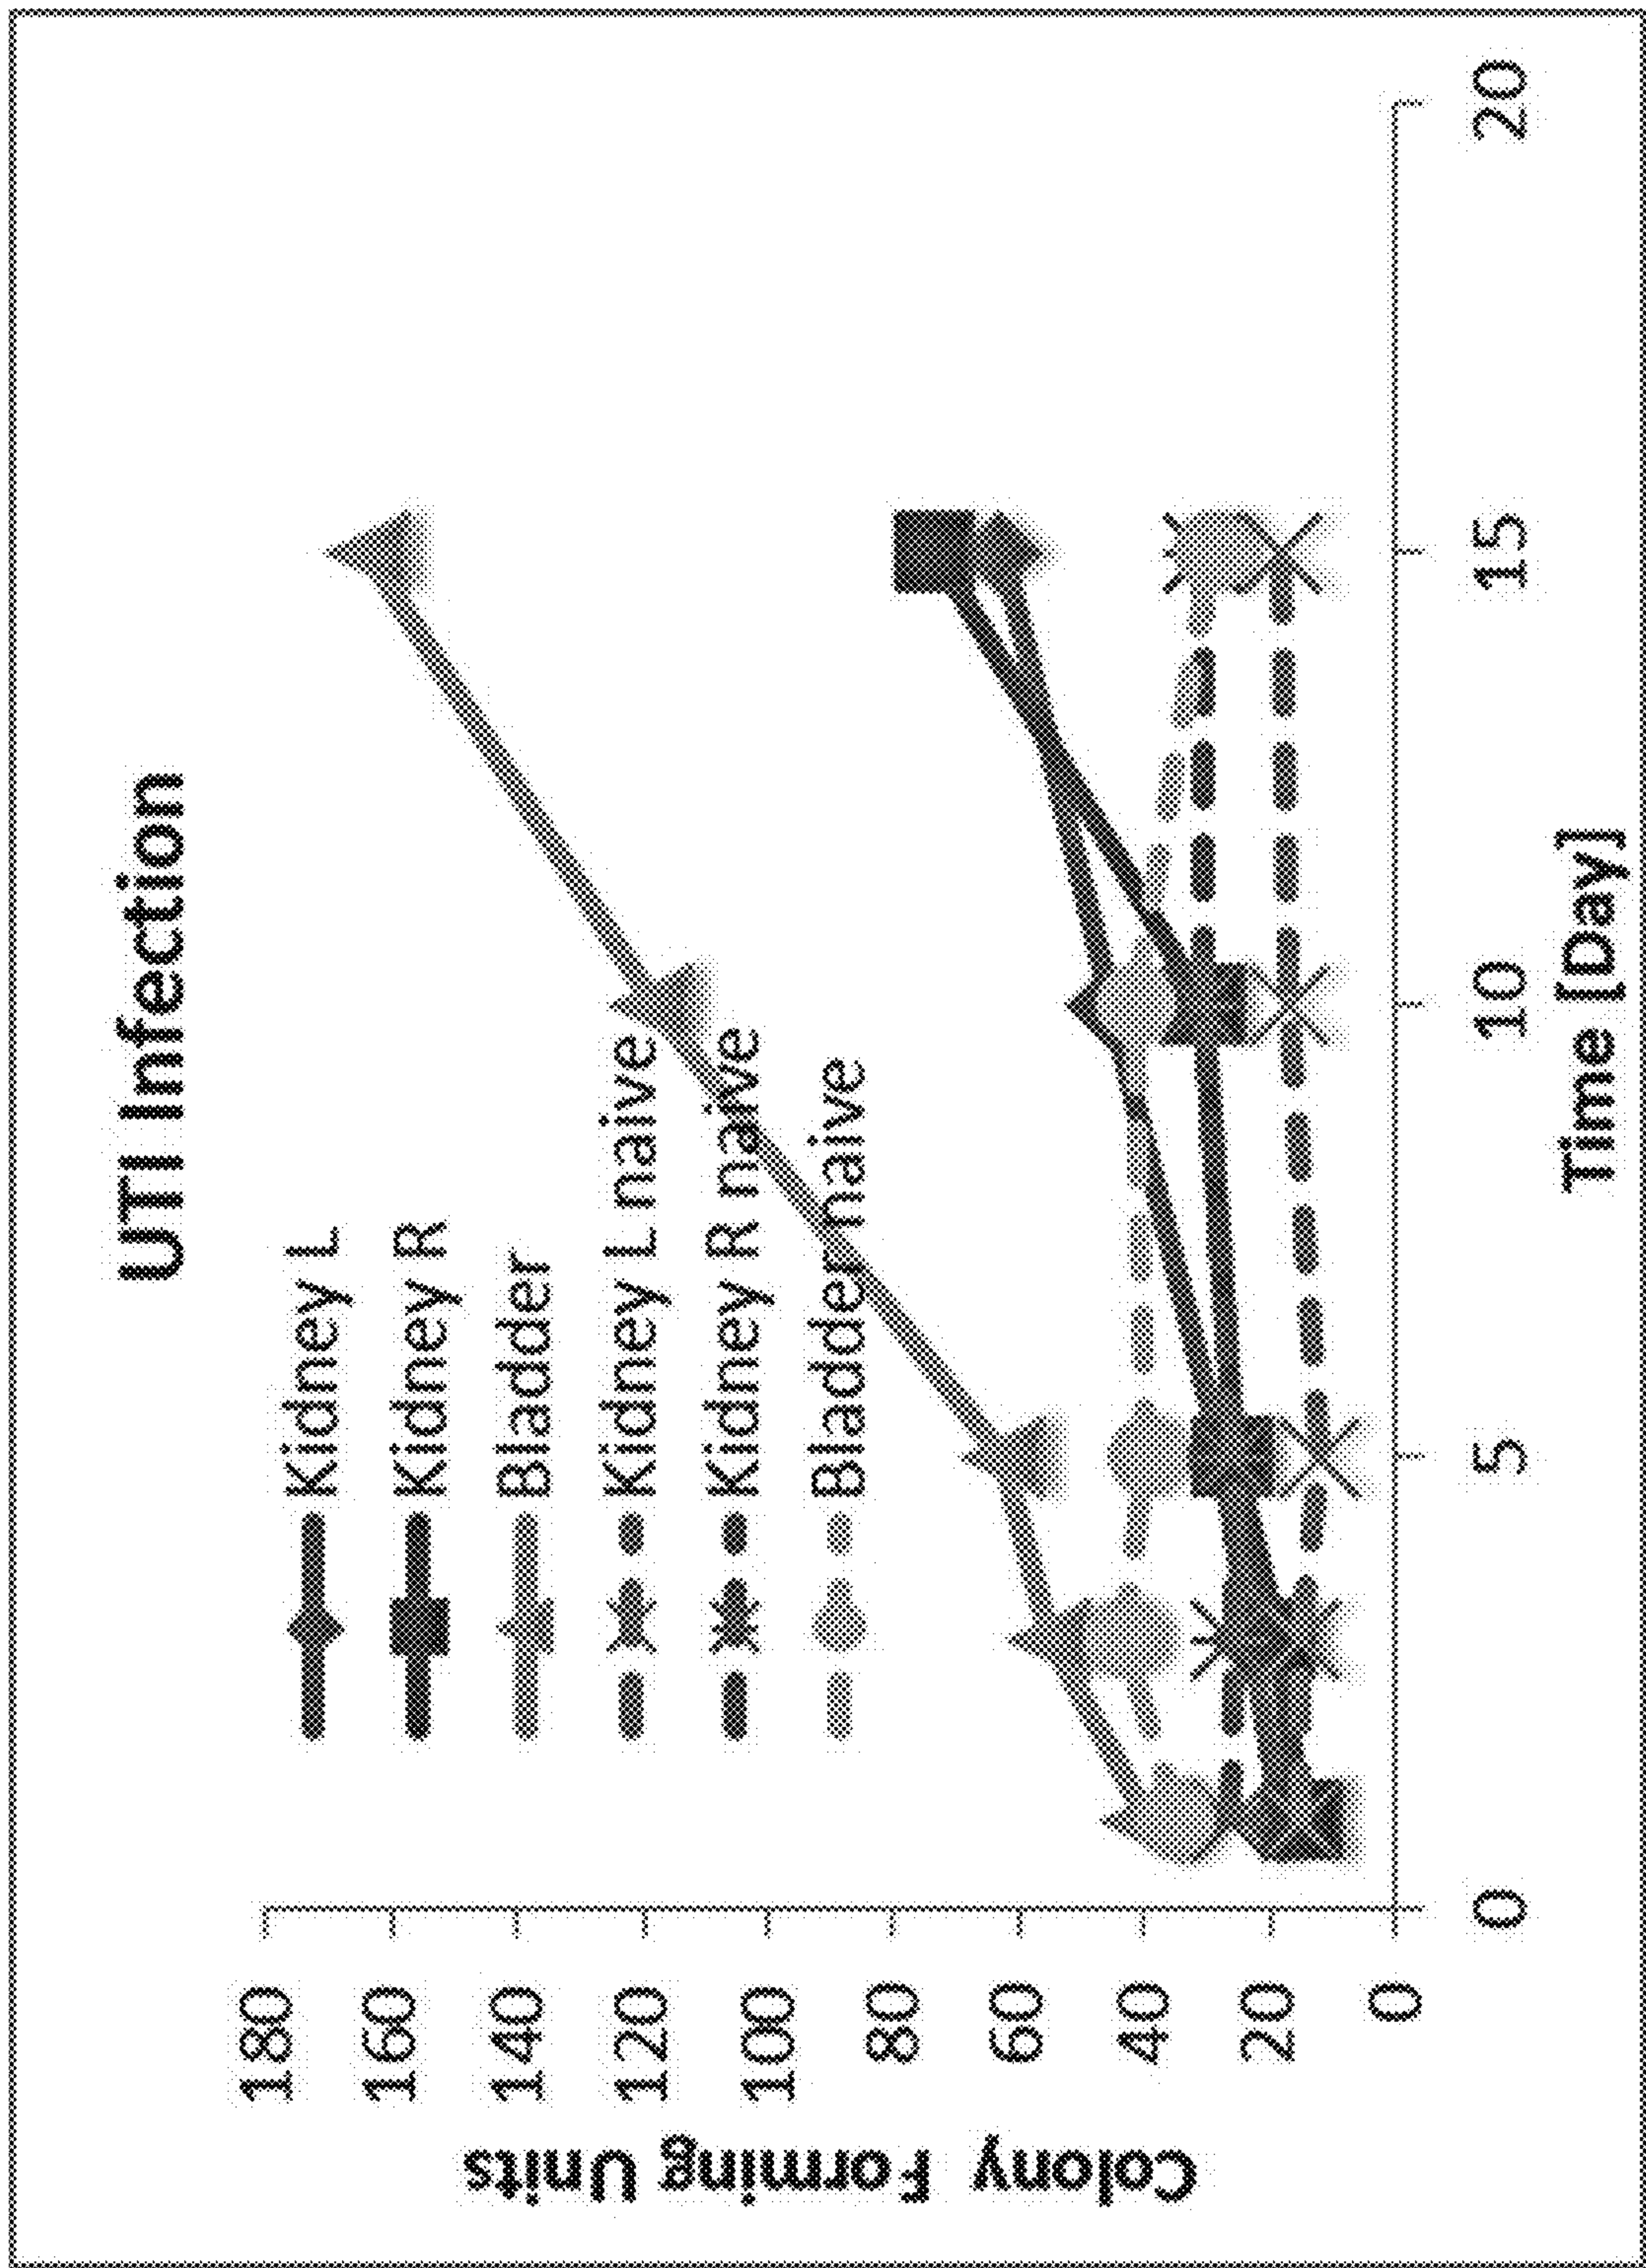 UTI Infection
Kidney L
Kidney R
Bladder
Kidney L naive
Kidney R naive
Bladder naive
Colony Forming Units
180
160
140
120
100
80
60
40
20
0
0
5
10
15
20
Time [Day]